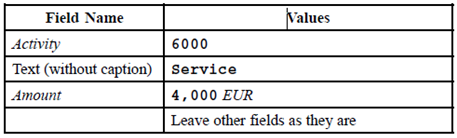 Field Name Values
Activity 6000
Text (without caption) Service
Amount 4,000 EUR
Leave other fields as they are